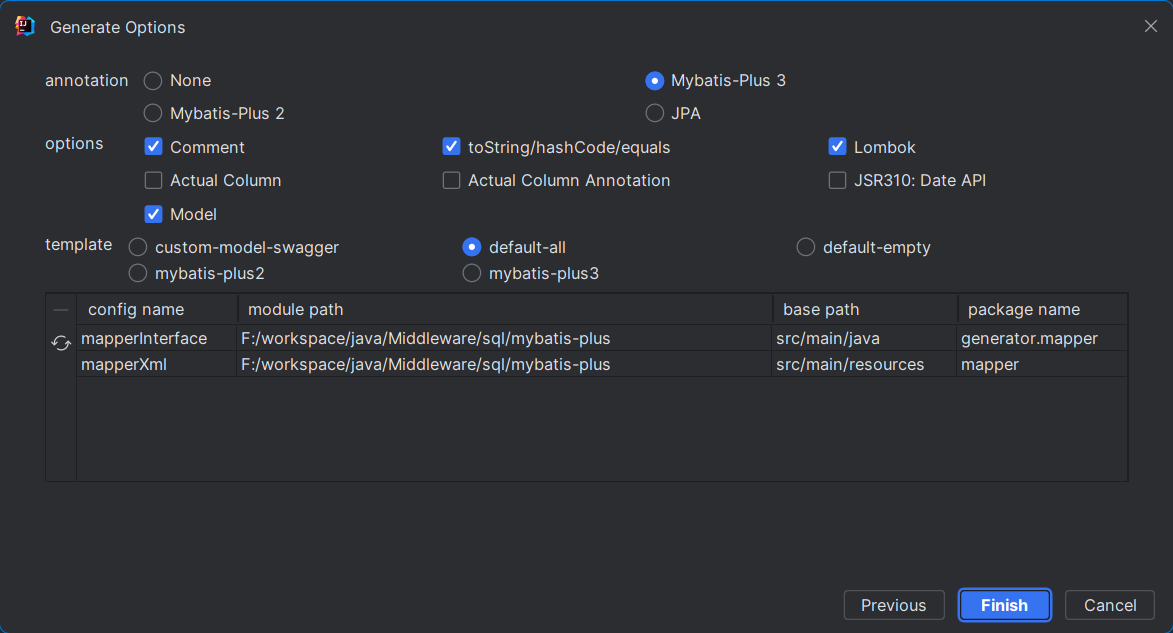 Generate Options
annotation None Mybatis-Plus 3
Mybatis-Plus 2 JPA
options Comment toString/hashCode/equals Lombok
Actual Column Actual Column Annotation JSR310: Date API
Model
template custom-model-swagger default-all default-empty
mybatis-plus2 mybatis-plus3
config name module path base path package name
mapperInterface F:/workspace/java/Middleware/sql/mybatis-plus src/main/java generator.mapper
mapperXml F:/workspace/java/Middleware/sql/mybatis-plus src/main/resources mapper
Previous Finish Cancel